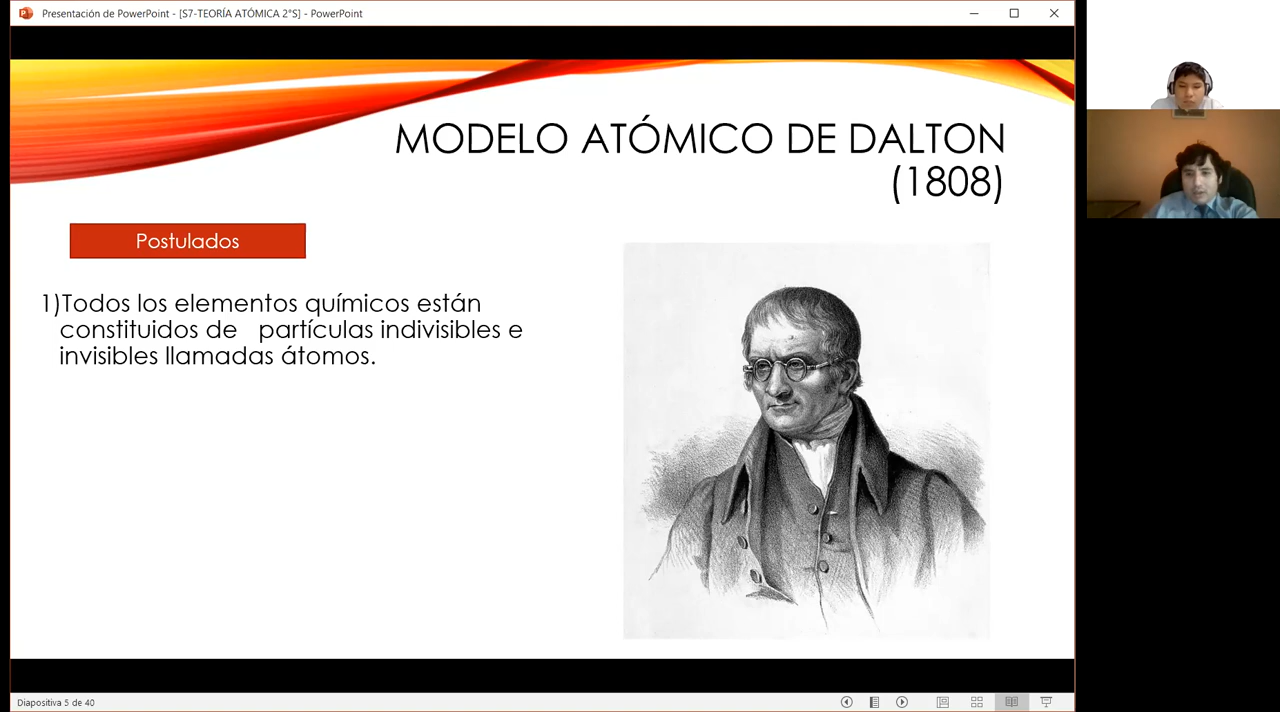 Presentación de PowerPoint - [S7-TEORÍA ATÓMICA 2°S] - PowerPoint
MODELO ATÓMICO DE DALTON
(1808)
Postulados
1)Todos los elementos químicos están
constituidos de partículas indivisibles e
invisibles llamadas átomos.
Diapositiva 5 de 40